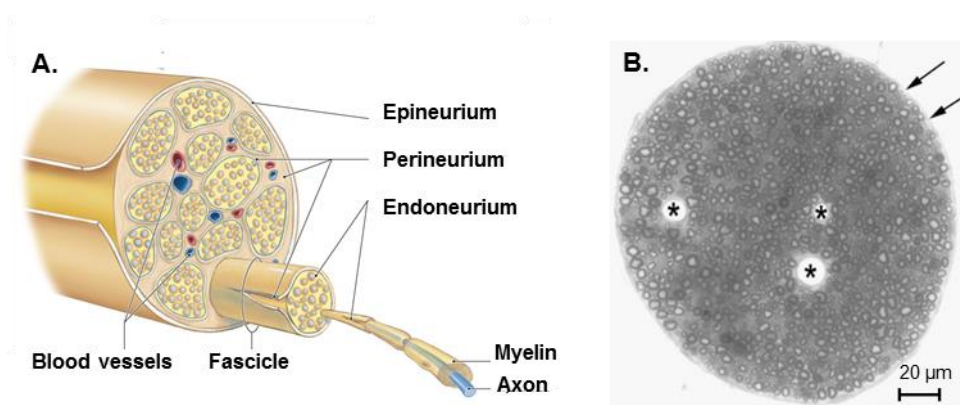 A.
Epineurium
Perineurium
Endoneurium
Blood vessels
Fascicle
Myelin
Axon
B.
*
*
*
20 µm